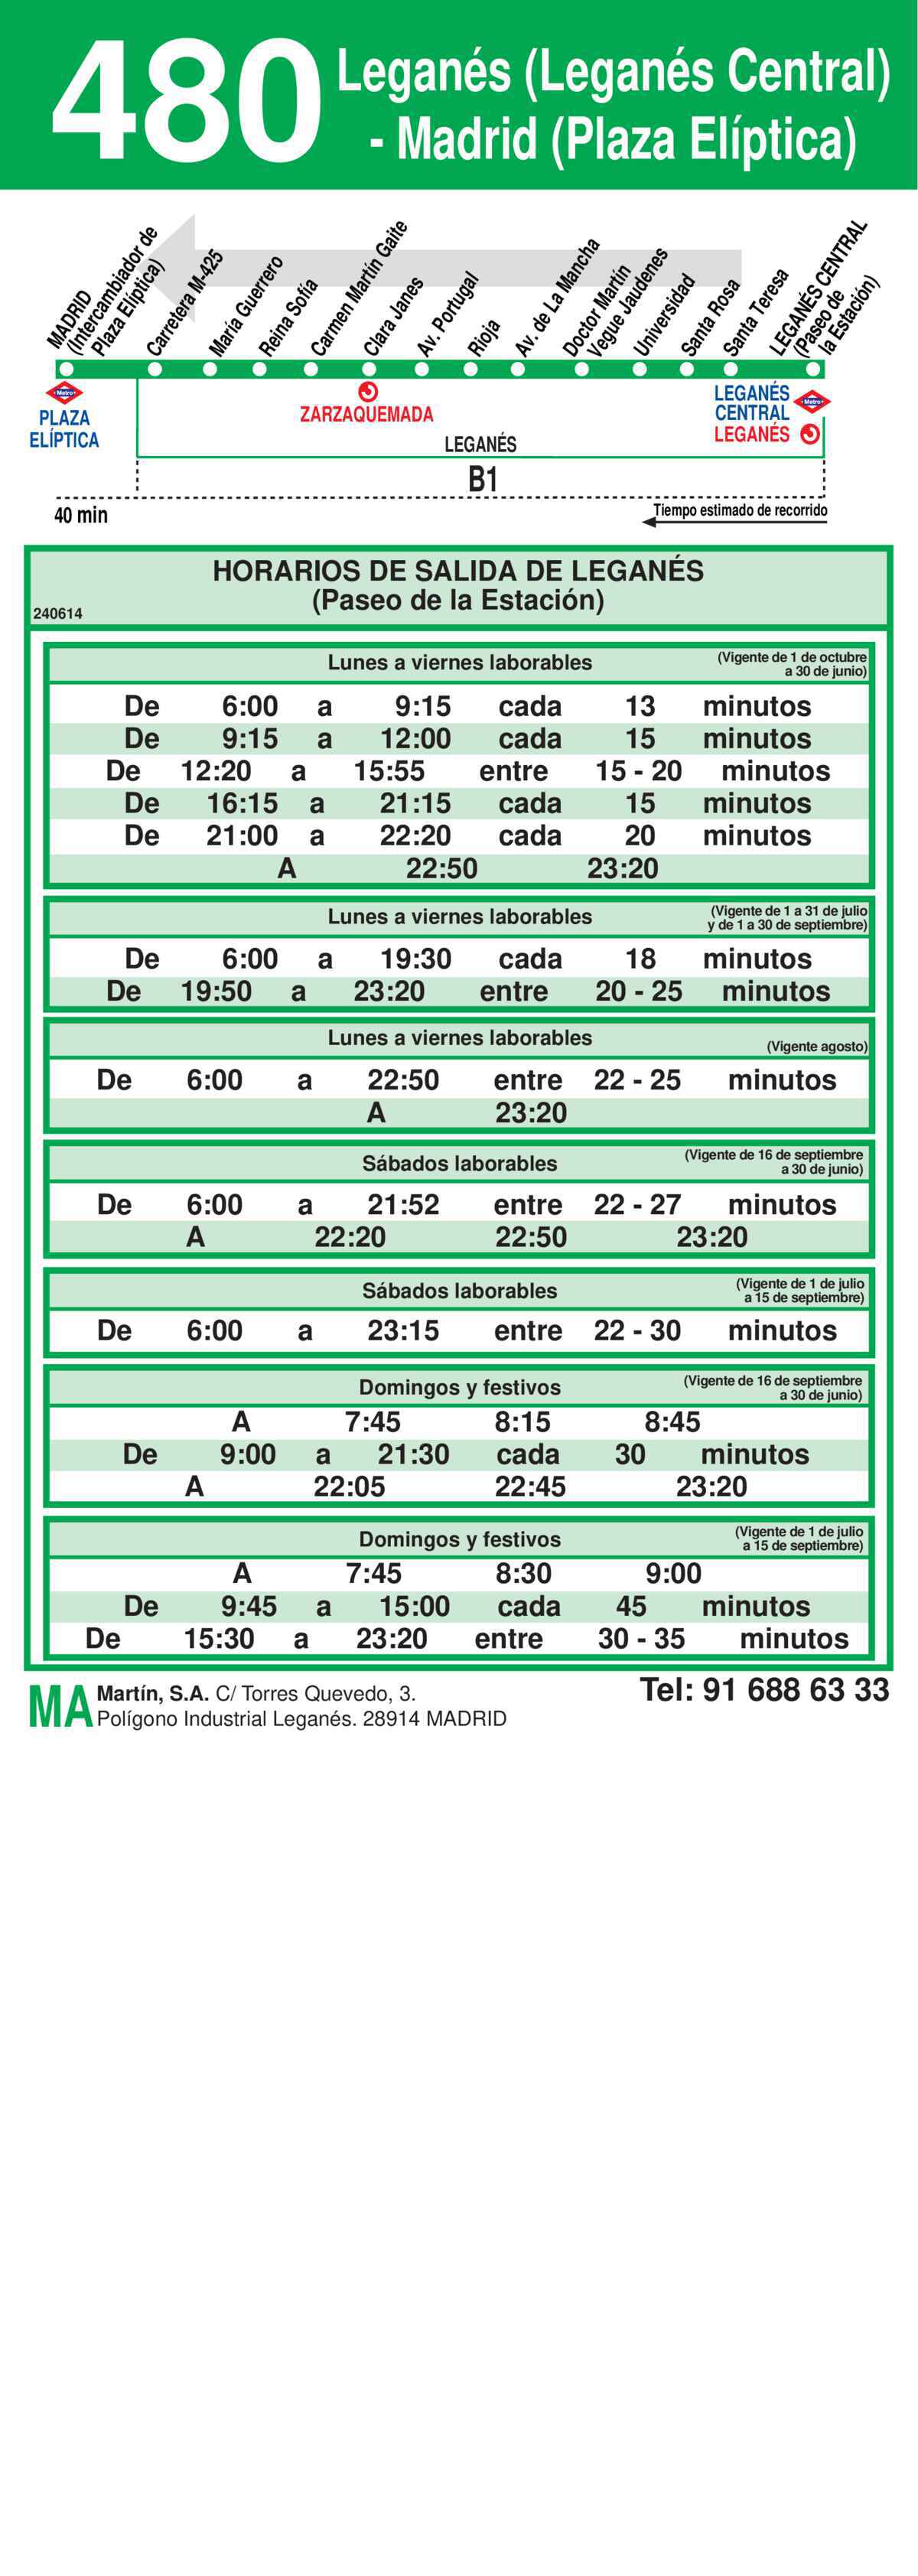 480
Leganés (Leganés Central)
- Madrid (Plaza Elíptica)
MADRID
(Intercambiador de
Plaza Elíptica)
Carretera M-425
María Guerrero
Reina Sofía
Carmen Martín Gaite
Clara Janes
Av. Portugal
Rioja
Av. de La Mancha
Doctor Martín
Vegue Jaudenes
Universidad
Santa Rosa
Santa Teresa
LEGANÉS CENTRAL
(Paseo de
la Estación)
Metro
PLAZA
ELÍPTICA
ZARZAQUEMADA
LEGANÉS
CENTRAL
Metro
LEGANÉS
LEGANÉS
B1
40 min
Tiempo estimado de recorrido
HORARIOS DE SALIDA DE LEGANÉS
(Paseo de la Estación)
240614
Lunes a viernes laborables (Vigente de 1 de octubre
a 30 de junio)
De 6:00 a 9:15 cada 13 minutos
De 9:15 a 12:00 cada 15 minutos
De 12:20 a 15:55 entre 15 - 20 minutos
De 16:15 a 21:15 cada 15 minutos
De 21:00 a 22:20 cada 20 minutos
A 22:50 23:20
Lunes a viernes laborables (Vigente de 1 a 31 de julio
y de 1 a 30 de septiembre)
De 6:00 a 19:30 cada 18 minutos
De 19:50 a 23:20 entre 20 - 25 minutos
Lunes a viernes laborables (Vigente agosto)
De 6:00 a 22:50 entre 22 - 25 minutos
A 23:20
Sábados laborables (Vigente de 16 de septiembre
a 30 de junio)
De 6:00 a 21:52 entre 22 - 27 minutos
A 22:20 22:50 23:20
Sábados laborables (Vigente de 1 de julio
a 15 de septiembre)
De 6:00 a 23:15 entre 22 - 30 minutos
Domingos y festivos (Vigente de 16 de septiembre
a 30 de junio)
A 7:45 8:15 8:45
De 9:00 a 21:30 cada 30 minutos
A 22:05 22:45 23:20
Domingos y festivos (Vigente de 1 de julio
a 15 de septiembre)
A 7:45 8:30 9:00
De 9:45 a 15:00 cada 45 minutos
De 15:30 a 23:20 entre 30 - 35 minutos
MA Martín, S.A. C/ Torres Quevedo, 3.
Polígono Industrial Leganés. 28914 MADRID
Tel: 91 688 63 33